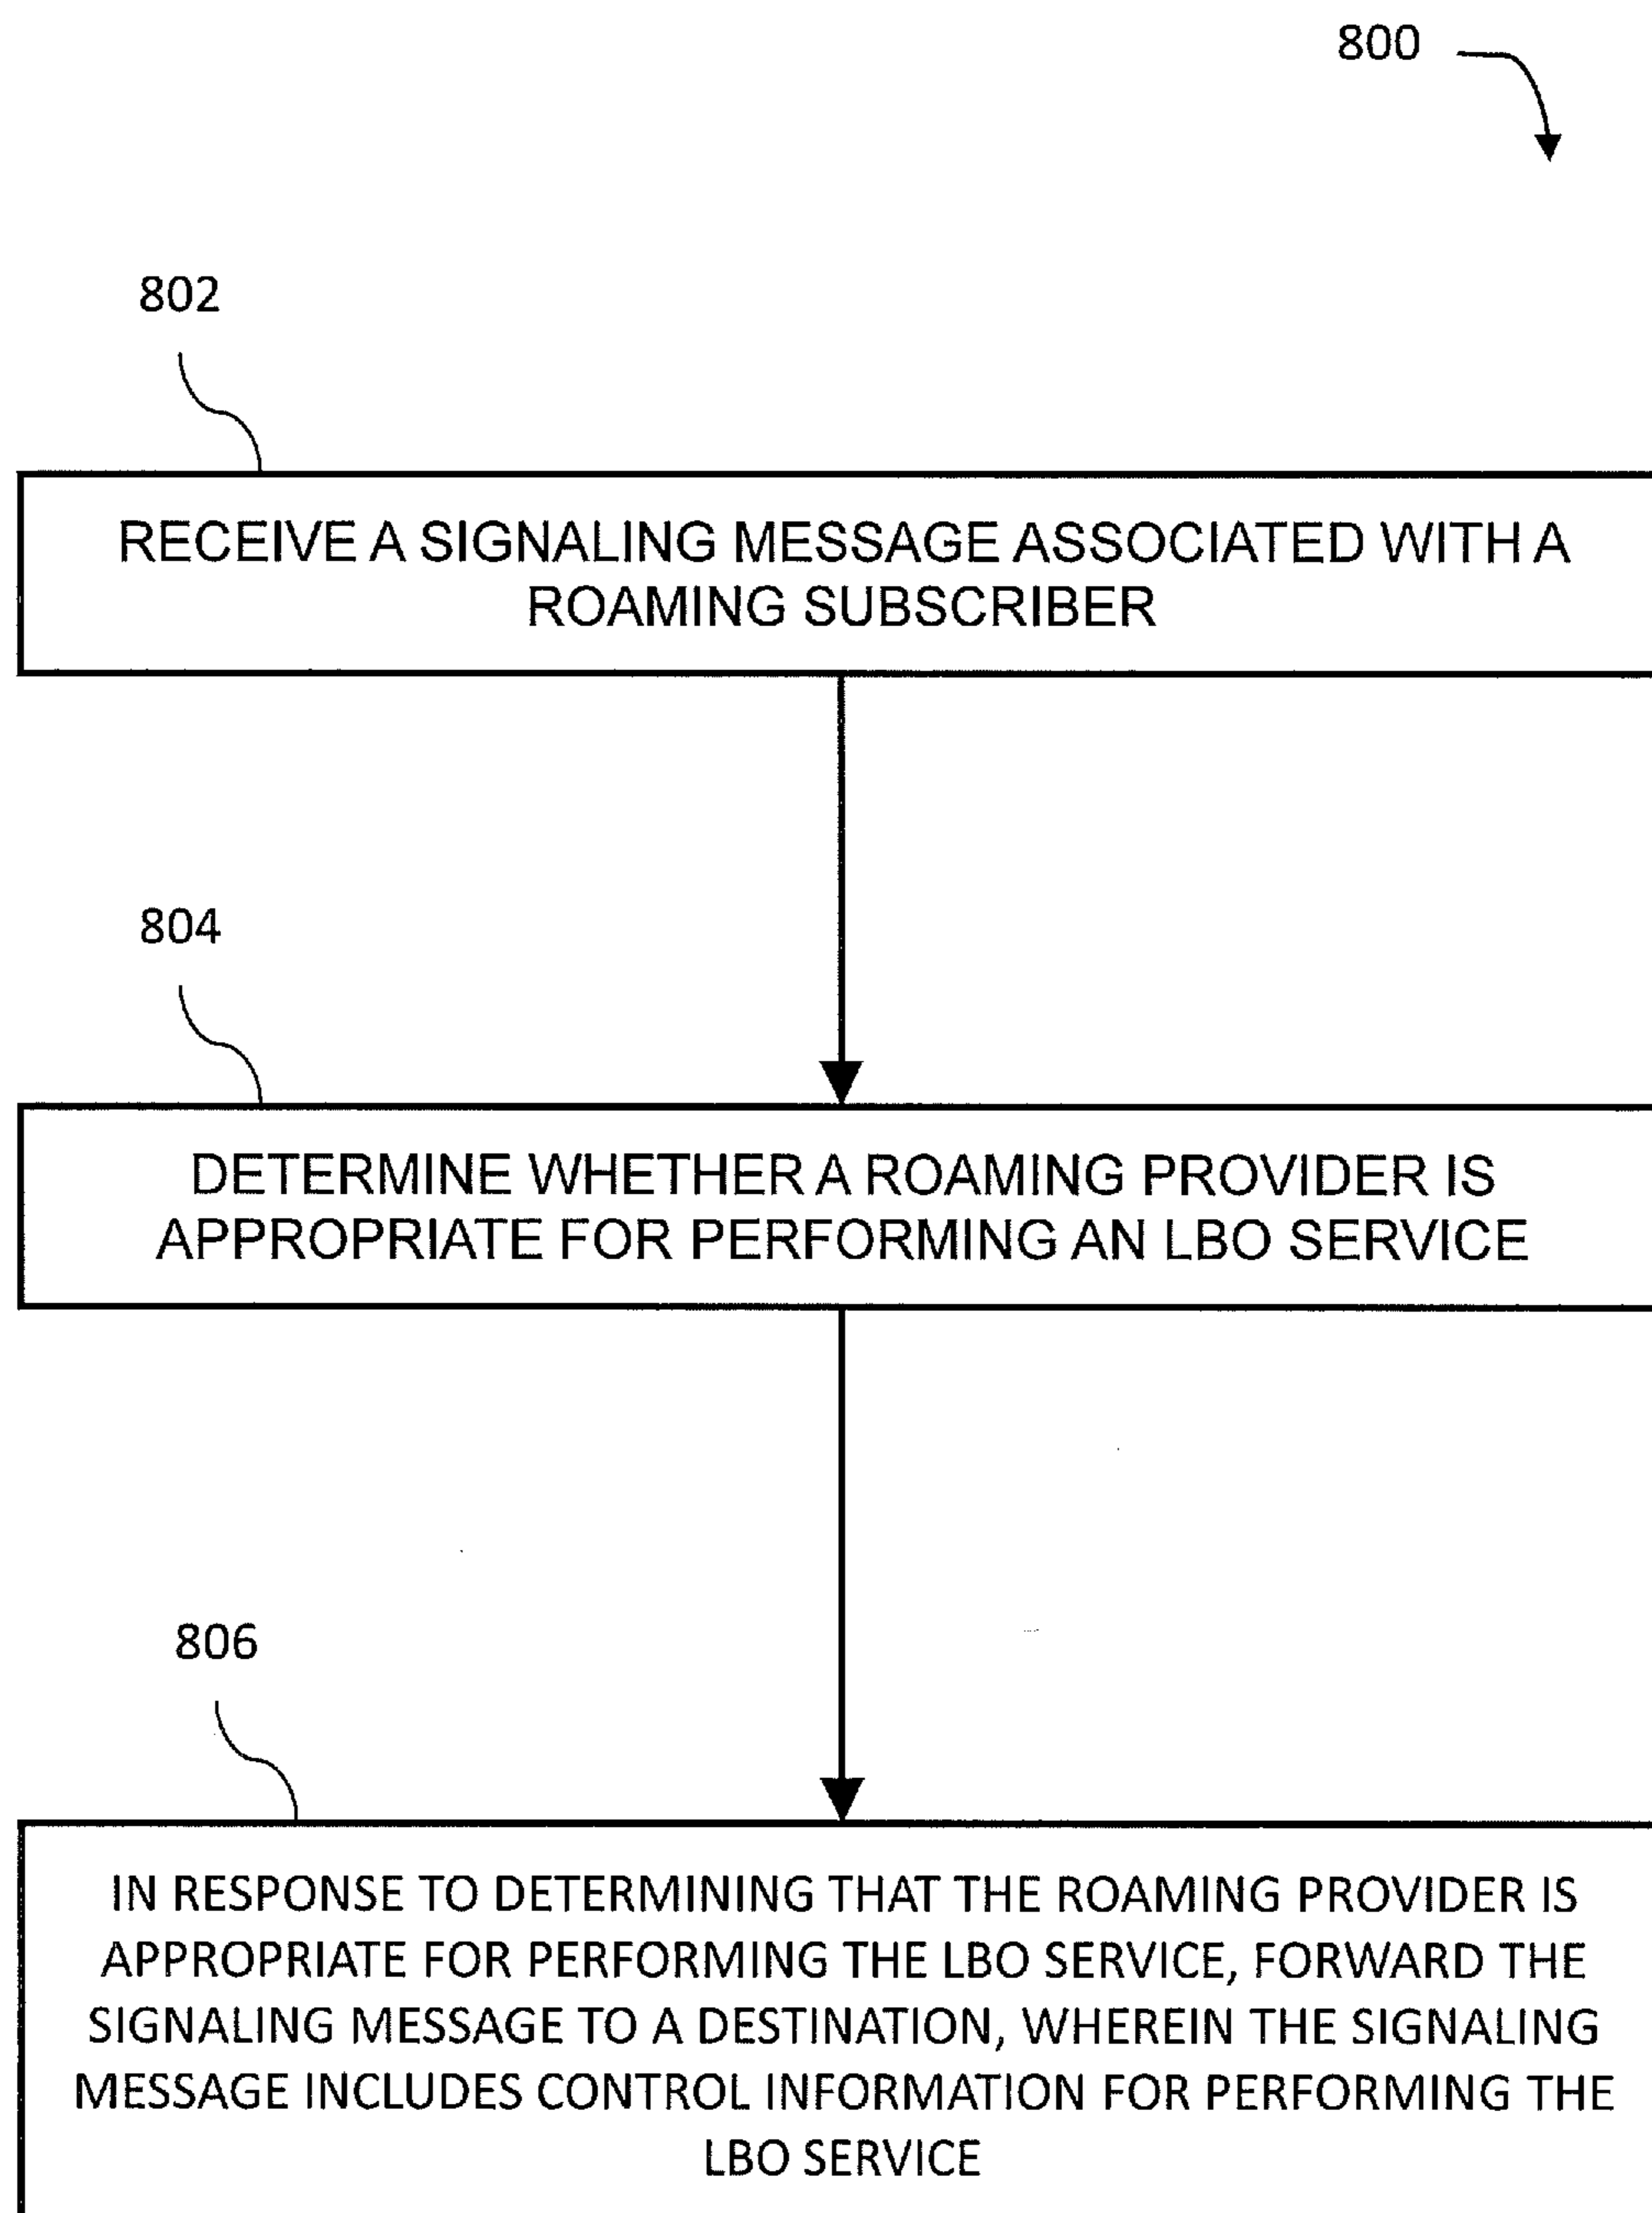 800
802
RECEIVE A SIGNALING MESSAGE ASSOCIATED WITH A
ROAMING SUBSCRIBER
804
DETERMINE WHETHER A ROAMING PROVIDER IS
APPROPRIATE FOR PERFORMING AN LBO SERVICE
806
IN RESPONSE TO DETERMINING THAT THE ROAMING PROVIDER IS
APPROPRIATE FOR PERFORMING THE LBO SERVICE, FORWARD THE
SIGNALING MESSAGE TO A DESTINATION, WHEREIN THE SIGNALING
MESSAGE INCLUDES CONTROL INFORMATION FOR PERFORMING THE
LBO SERVICE